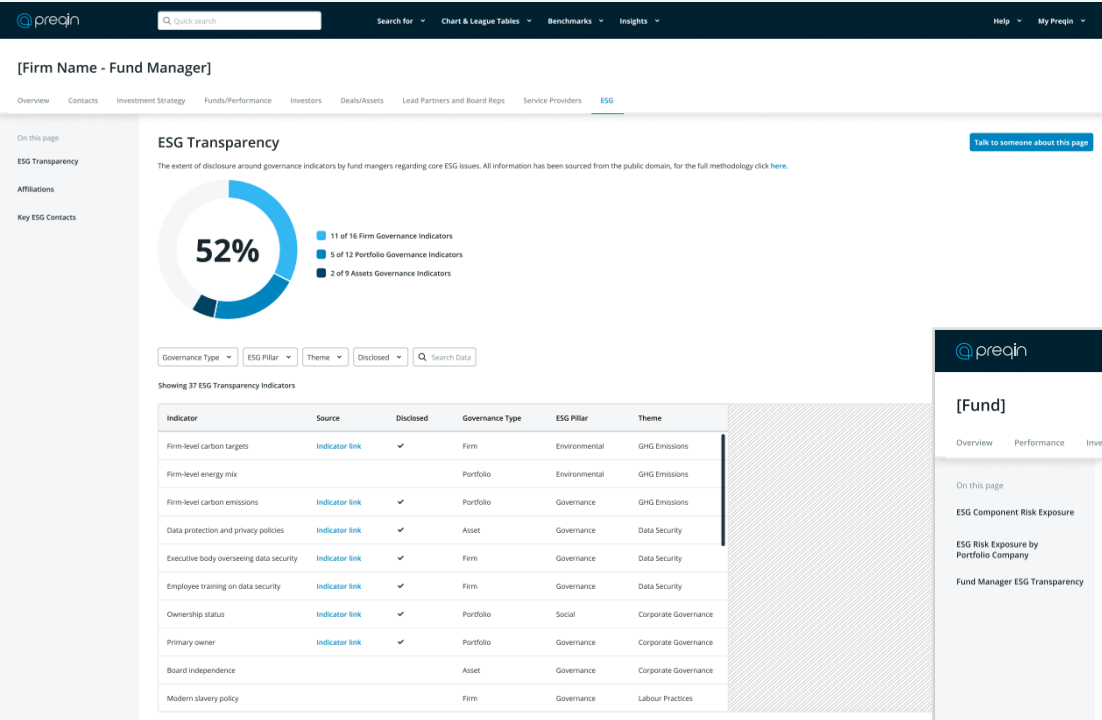 preqin
Quick search
Search for
Chart & League Tables
Benchmarks
Insights
Help
My Preqin
[Firm Name - Fund Manager]
Overview
Contacts
Investment Strategy
Funds/Performance
Investors
Deals/Assets
Lead Partners and Board Reps
Service Providers
ESG
On this page
ESG Transparency
Affiliations
Key ESG Contacts
ESG Transparency
Talk to someone about this page
The extent of disclosure around governance indicators by fund mangers regarding core ESG issues. All information has been sourced from the public domain, for the full methodology click here.
52%
11 of 16 Firm Governance Indicators
5 of 12 Portfolio Governance Indicators
2 of 9 Assets Governance Indicators
Governance Type
ESG Pillar
Theme
Disclosed
Search Data
Showing 37 ESG Transparency Indicators
Indicator Source Disclosed Governance Type ESG Pillar Theme
Firm-level carbon targets Indicator link ✓ Firm Environmental GHG Emissions
Firm-level energy mix Portfolio Environmental GHG Emissions
Firm-level carbon emissions Indicator link ✓ Portfolio Governance GHG Emissions
Data protection and privacy policies Indicator link ✓ Asset Governance Data Security
Executive body overseeing data security Indicator link ✓ Firm Governance Data Security
Employee training on data security Indicator link ✓ Firm Governance Data Security
Ownership status Indicator link ✓ Portfolio Social Corporate Governance
Primary owner Indicator link ✓ Portfolio Governance Corporate Governance
Board independence Asset Governance Corporate Governance
Modern slavery policy Firm Governance Labour Practices
preqin
[Fund]
Overview
Performance
Inve
On this page
ESG Component Risk Exposure
ESG Risk Exposure by
Portfolio Company
Fund Manager ESG Transparency